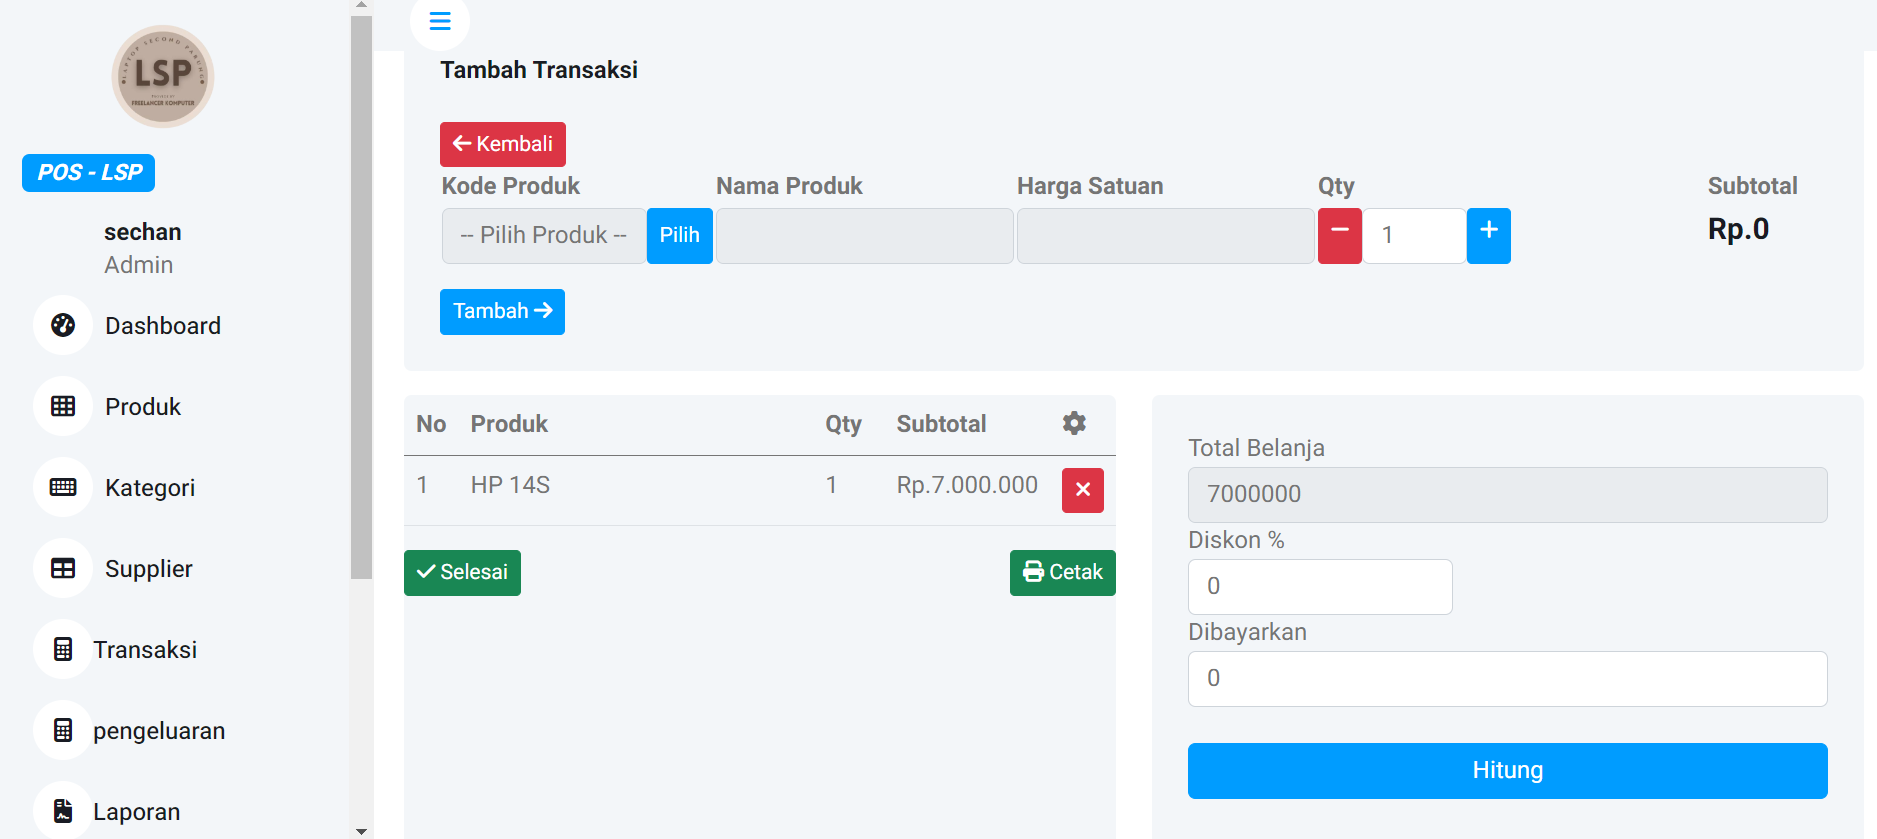 LAPTOP SECOND PARUNG
LSP
PROJECT BY
FREELANCER KOMPUTER
POS - LSP
sechan
Admin
Dashboard
Produk
Kategori
Supplier
Transaksi
pengeluaran
Laporan
Tambah Transaksi
Kembali
Kode Produk Nama Produk Harga Satuan Qty Subtotal
-- Pilih Produk -- Pilih 1 Rp.0
Tambah
No Produk Qty Subtotal
1 HP 14S 1 Rp.7.000.000
Selesai Cetak
Total Belanja
7000000
Diskon %
0
Dibayarkan
0
Hitung